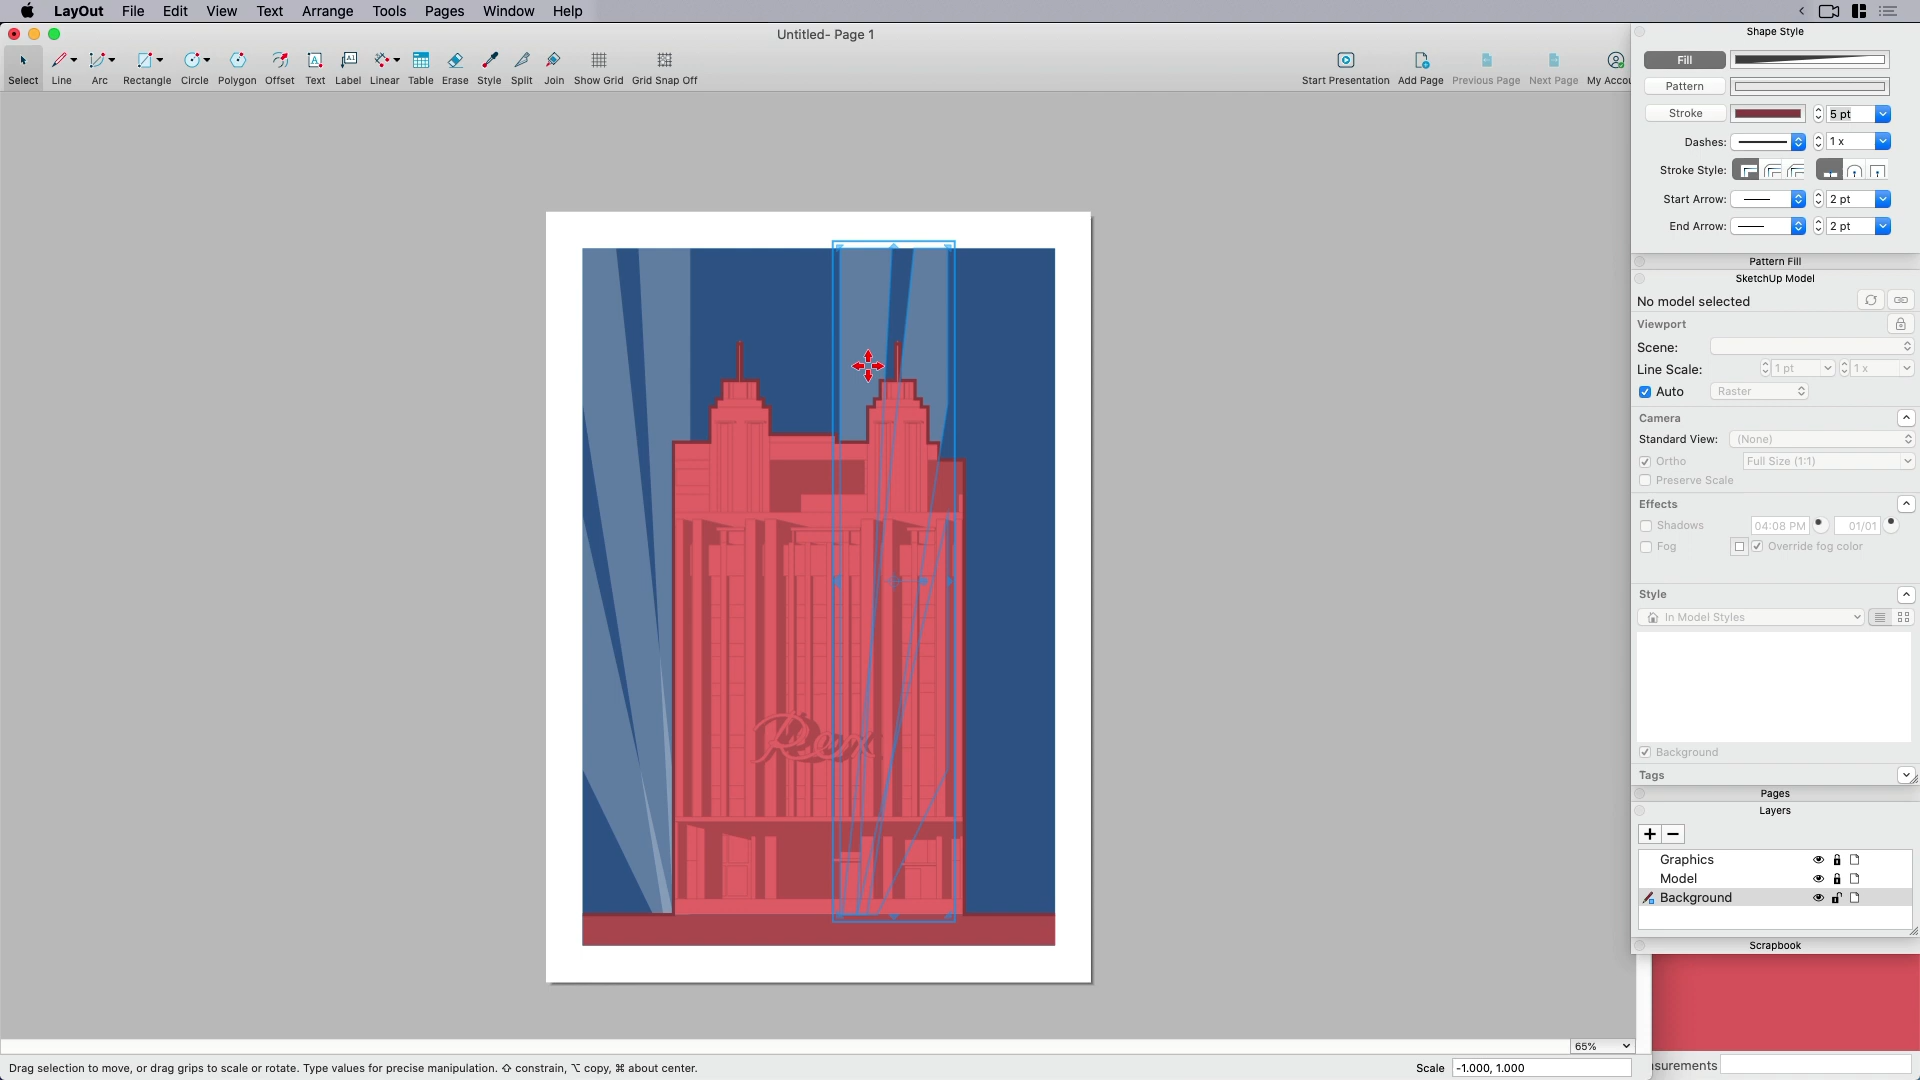 LayOut File Edit View Text Arrange Tools Pages Window Help
Untitled- Page 1
Select Line Arc Rectangle Circle Polygon Offset Text Label Linear Table Erase Style Split Join Show Grid Grid Snap Off
Start Presentation Add Page Previous Page Next Page My Accou
Shape Style
Fill
Pattern
Stroke 5 pt
Dashes: 1 x
Stroke Style:
Start Arrow: 2 pt
End Arrow: 2 pt
Pattern Fill
SketchUp Model
No model selected
Viewport
Scene:
Line Scale: 1 pt 1 x
Auto Raster
Camera
Standard View: (None)
Ortho Full Size (1:1)
Preserve Scale
Effects
Shadows 04:08 PM 01/01
Fog Override fog color
Style
In Model Styles
Background
Tags
Pages
Layers
Graphics
Model
Background
Scrapbook
Rex
65%
Drag selection to move, or drag grips to scale or rotate. Type values for precise manipulation. ⇧ constrain, ⌥ copy, ⌘ about center.
Scale -1.000, 1.000
surements